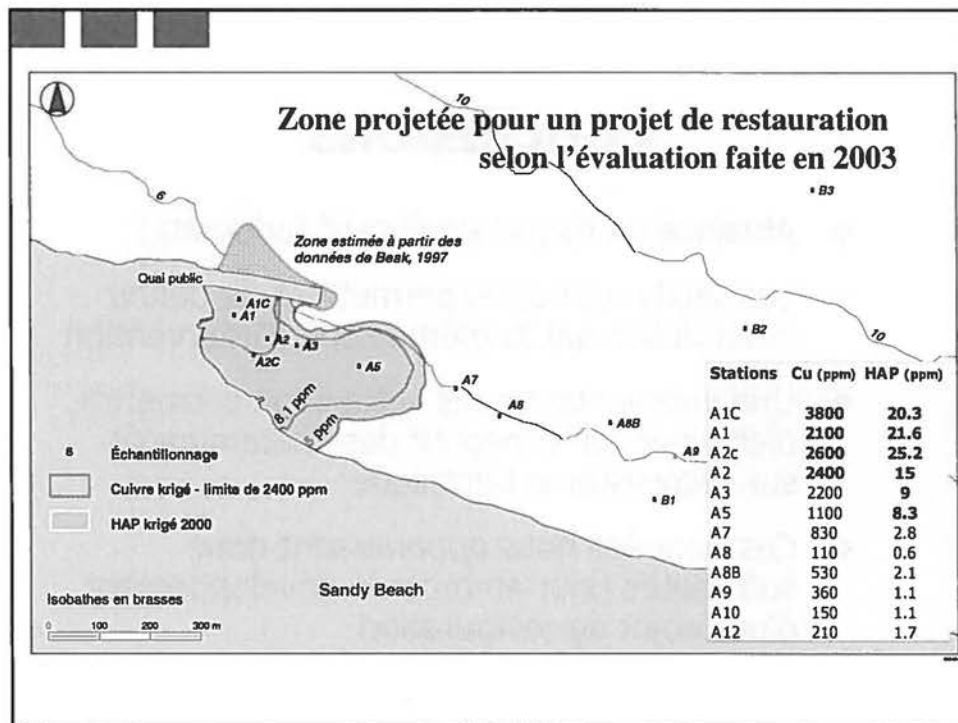 Zone projetée pour un projet de restauration
selon l'évaluation faite en 2003
10
6
B3
Zone estimée à partir des
données de Beak, 1997
Quai public
A1C
A1
A2
A3
A2C
A5
B2
10
A7
8.1 ppm
5 ppm
A8
A8B
A9
B1
Stations Cu (ppm) HAP (ppm)
A1C 3800 20.3
A1 2100 21.6
A2c 2600 25.2
A2 2400 15
A3 2200 9
A5 1100 8.3
A7 830 2.8
A8 110 0.6
A8B 530 2.1
A9 360 1.1
A10 150 1.1
A12 210 1.7
8 Échantillonnage
Cuivre krigé - limite de 2400 ppm
HAP krigé 2000
Sandy Beach
Isobathes en brasses
0 100 200 300 m